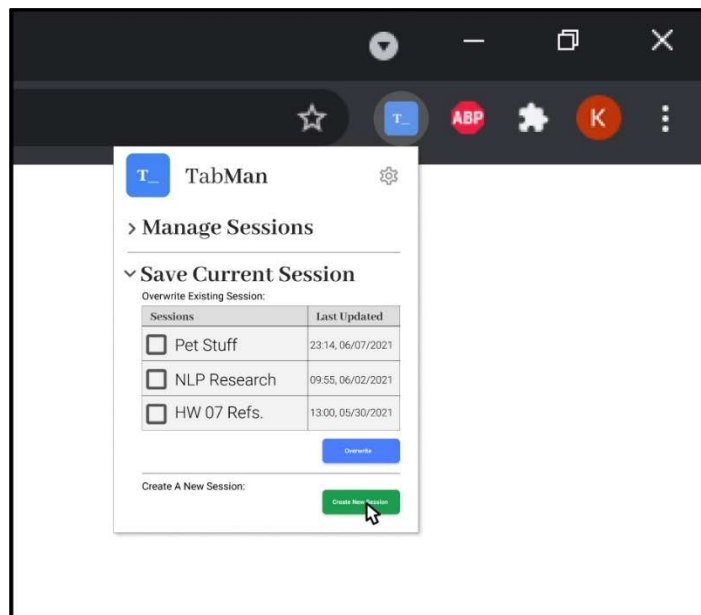 T_
ABP
K
T_ TabMan
Manage Sessions
Save Current Session
Overwrite Existing Session:
Sessions Last Updated
Pet Stuff 23:14, 06/07/2021
NLP Research 09:55, 06/02/2021
HW 07 Refs. 13:00, 05/30/2021
Overwrite
Create A New Session:
Create New Session